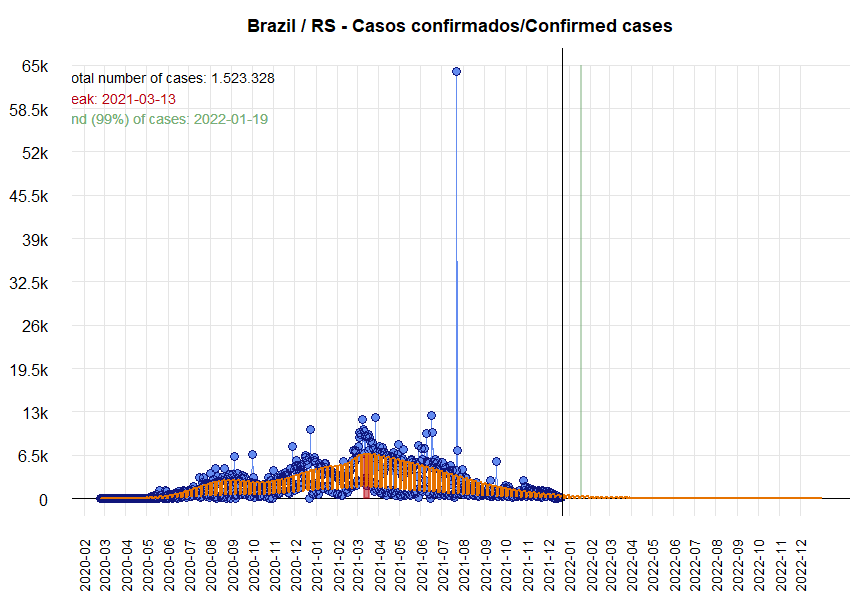 Brazil / RS - Casos confirmados/Confirmed cases
65k
58.5k
52k
45.5k
39k
32.5k
26k
19.5k
13k
6.5k
0
otal number of cases: 1.523.328
eak: 2021-03-13
nd (99%) of cases: 2022-01-19
2020-02
2020-03
2020-04
2020-05
2020-06
2020-07
2020-08
2020-09
2020-10
2020-11
2020-12
2021-01
2021-02
2021-03
2021-04
2021-05
2021-06
2021-07
2021-08
2021-09
2021-10
2021-11
2021-12
2022-01
2022-02
2022-03
2022-04
2022-05
2022-06
2022-07
2022-08
2022-09
2022-10
2022-11
2022-12